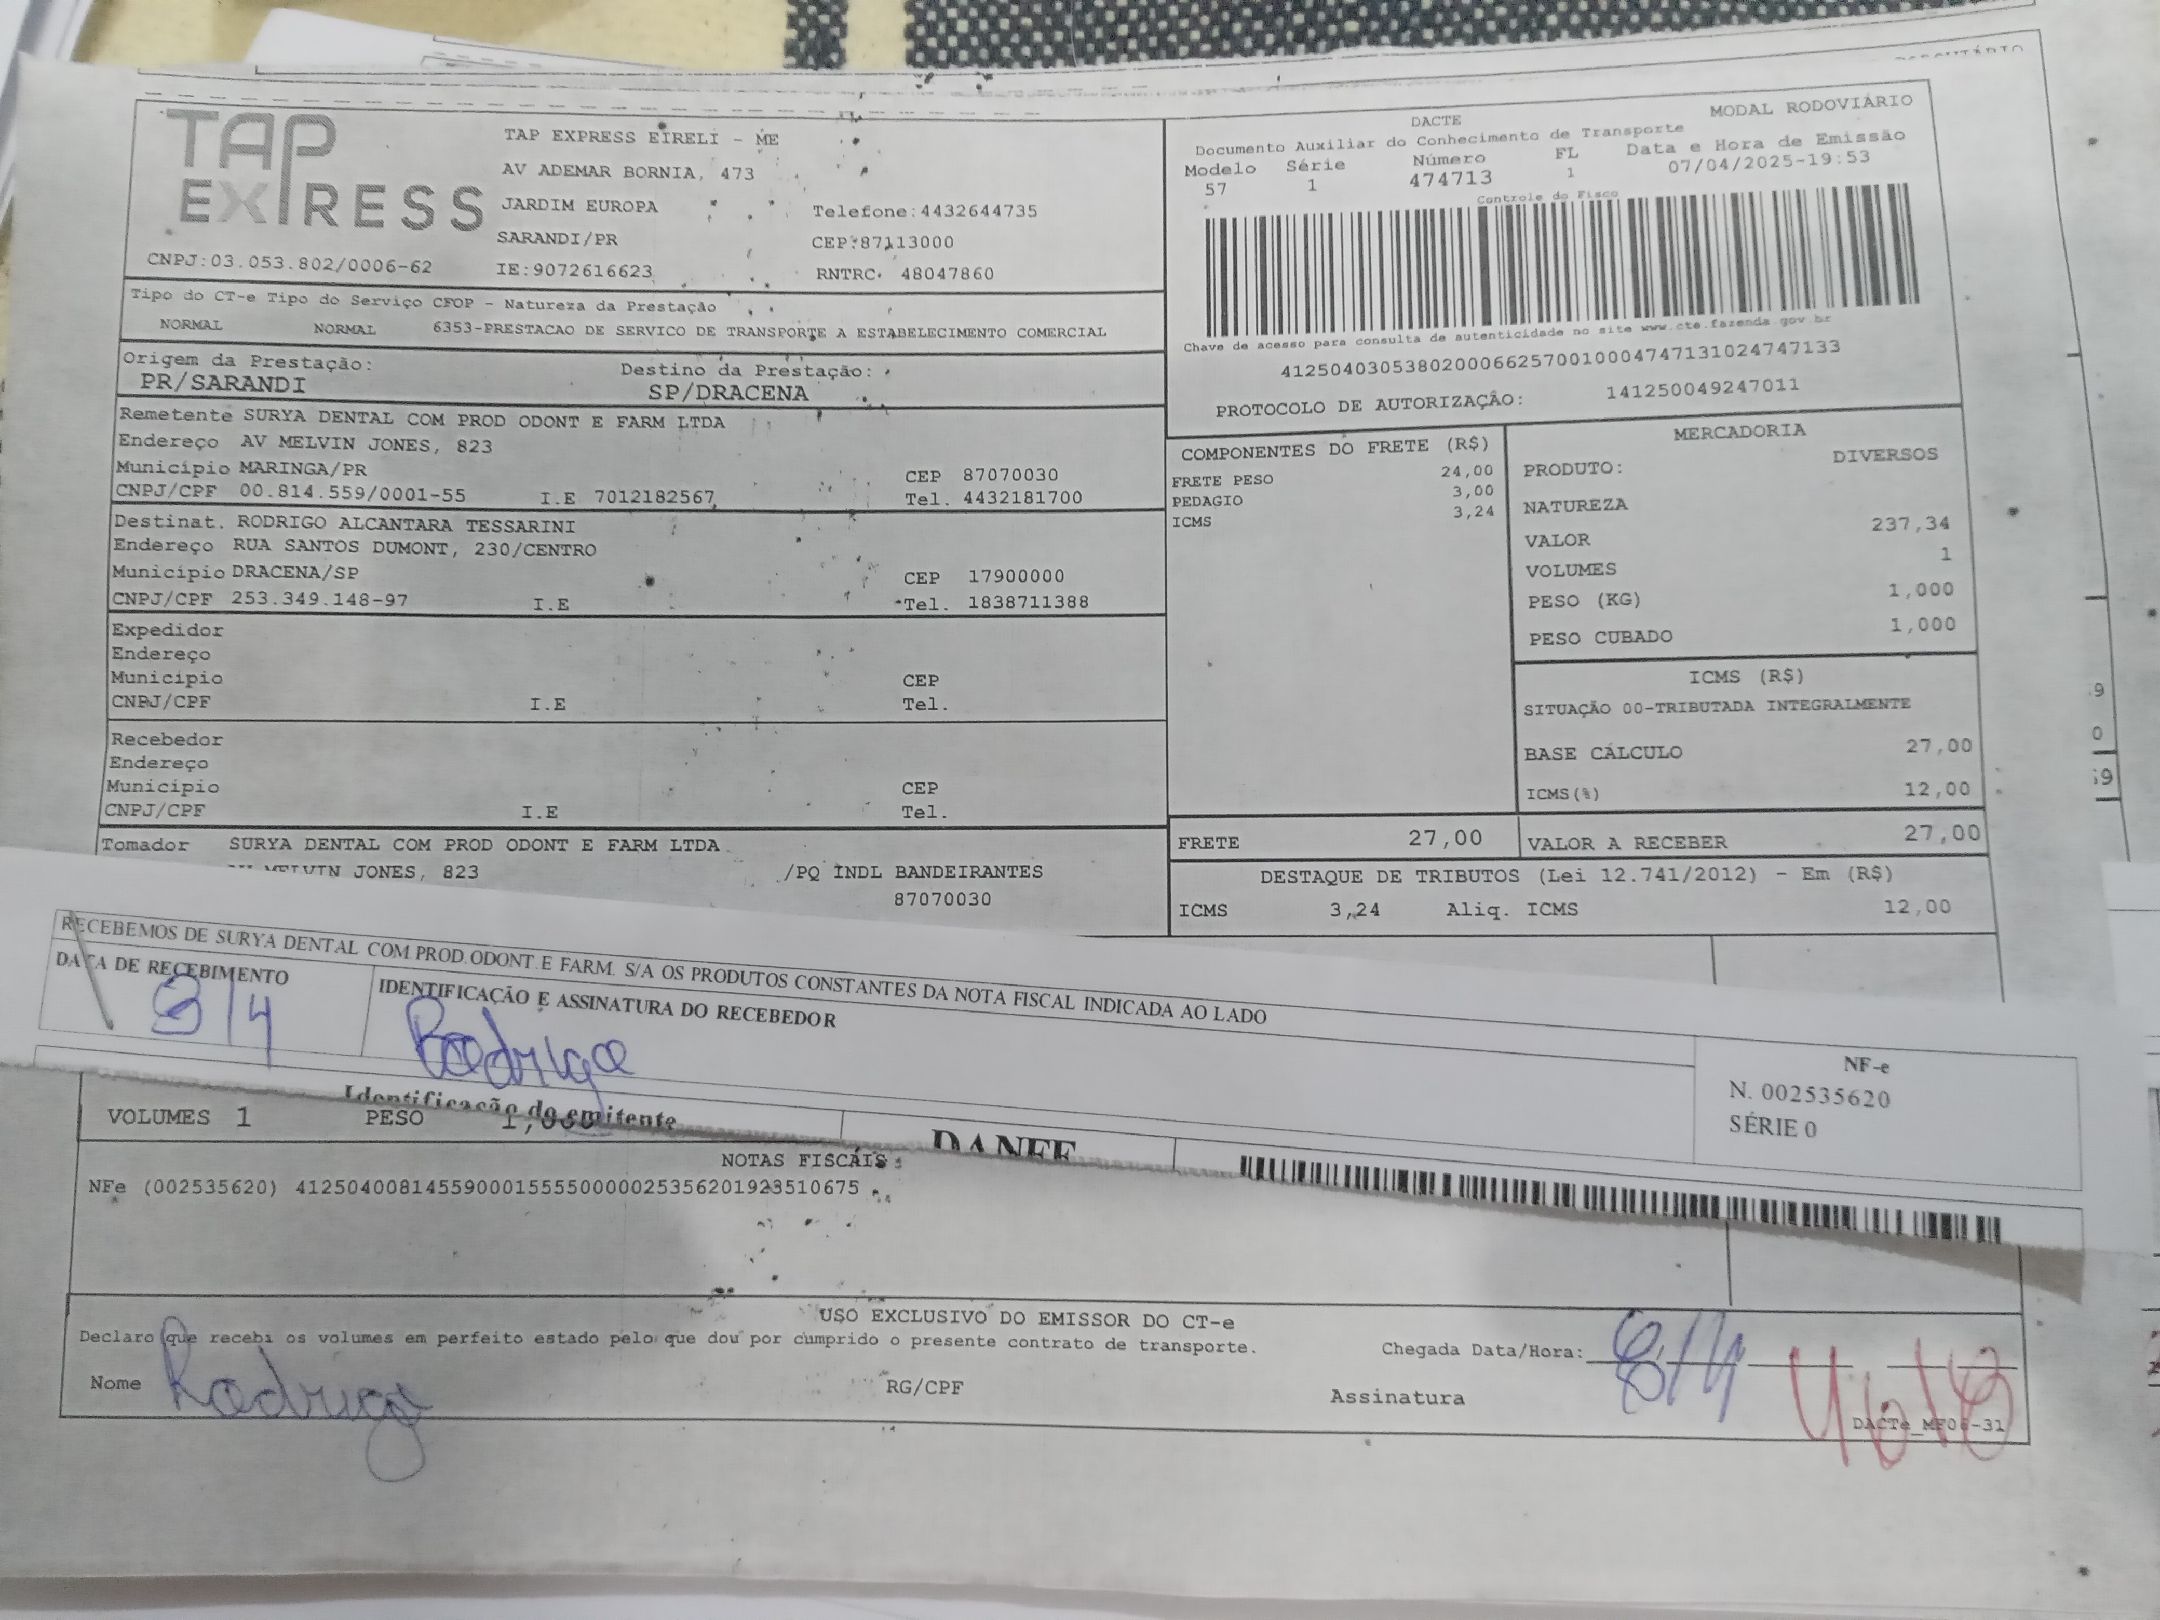 TAP EXPRESS
TAP EXPRESS EIRELI - ME
AV ADEMAR BORNIA, 473
JARDIM EUROPA Telefone:4432644735
SARANDI/PR CEP:87113000
CNPJ:03.053.802/0006-62 IE:9072616623 RNTRC: 48047860
DACTE MODAL RODOVIÁRIO
Documento Auxiliar do Conhecimento de Transporte
Modelo Série Número FL Data e Hora de Emissão
57 1 474713 1 07/04/2025-19:53
Controle do Fisco
Chave de acesso para consulta de autenticidade no site www.cte.fazenda.gov.br
41250403053802000662570010004747131024747133
PROTOCOLO DE AUTORIZAÇÃO: 141250049247011
Tipo do CT-e Tipo do Serviço CFOP - Natureza da Prestação
NORMAL NORMAL 6353-PRESTACAO DE SERVICO DE TRANSPORTE A ESTABELECIMENTO COMERCIAL
Origem da Prestação: Destino da Prestação:
PR/SARANDI SP/DRACENA
Remetente SURYA DENTAL COM PROD ODONT E FARM LTDA
Endereço AV MELVIN JONES, 823
Município MARINGA/PR CEP 87070030
CNPJ/CPF 00.814.559/0001-55 I.E 7012182567 Tel. 4432181700
Destinat. RODRIGO ALCANTARA TESSARINI
Endereço RUA SANTOS DUMONT, 230/CENTRO
Município DRACENA/SP CEP 17900000
CNPJ/CPF 253.349.148-97 I.E Tel. 1838711388
Expedidor
Endereço
Município CEP
CNPJ/CPF I.E Tel.
Recebedor
Endereço
Município CEP
CNPJ/CPF I.E Tel.
Tomador SURYA DENTAL COM PROD ODONT E FARM LTDA
MELVIN JONES, 823 /PQ INDL BANDEIRANTES
87070030
COMPONENTES DO FRETE (R$)
FRETE PESO 24,00
PEDAGIO 3,00
ICMS 3,24
MERCADORIA
PRODUTO: DIVERSOS
NATUREZA
VALOR 237,34
VOLUMES 1
PESO (KG) 1,000
PESO CUBADO 1,000
ICMS (R$)
SITUAÇÃO 00-TRIBUTADA INTEGRALMENTE
BASE CÁLCULO 27,00
ICMS(%) 12,00
FRETE 27,00 VALOR A RECEBER 27,00
DESTAQUE DE TRIBUTOS (Lei 12.741/2012) - Em (R$)
ICMS 3,24 Aliq. ICMS 12,00
RECEBEMOS DE SURYA DENTAL COM PROD.ODONT.E FARM. S/A OS PRODUTOS CONSTANTES DA NOTA FISCAL INDICADA AO LADO
DATA DE RECEBIMENTO IDENTIFICAÇÃO E ASSINATURA DO RECEBEDOR
Rodrigo
NF-e
N. 002535620
SÉRIE 0
Identificação do emitente
DANFE
VOLUMES 1 PESO 1,000
NOTAS FISCAIS:
NFe (002535620) 41250400814559000155550000025356201923510675
USO EXCLUSIVO DO EMISSOR DO CT-e
Declaro que recebi os volumes em perfeito estado pelo que dou por cumprido o presente contrato de transporte.
Chegada Data/Hora: 8/4
Nome Rodrigo RG/CPF Assinatura
DACTe_MF06-31